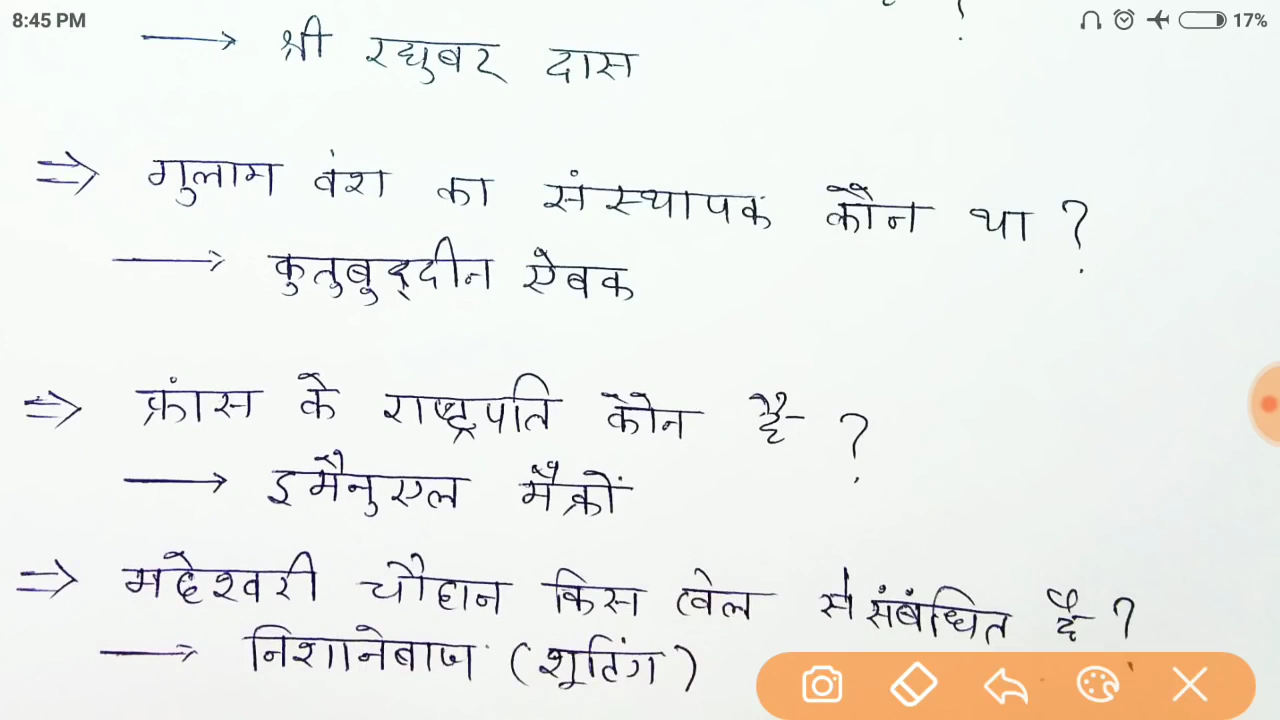 8:45 PM 17%
?
→ श्री रघुबर दास
⇒ गुलाम वंश का संस्थापक कौन था ?
→ कुतुबुद्दीन ऐबक
⇒ फ्रांस के राष्ट्रपति कौन है ?
→ इमैनुएल मैक्रों
⇒ महेश्वरी चौहान किस खेल से संबंधित है ?
→ निशानेबाज (शूटिंग)